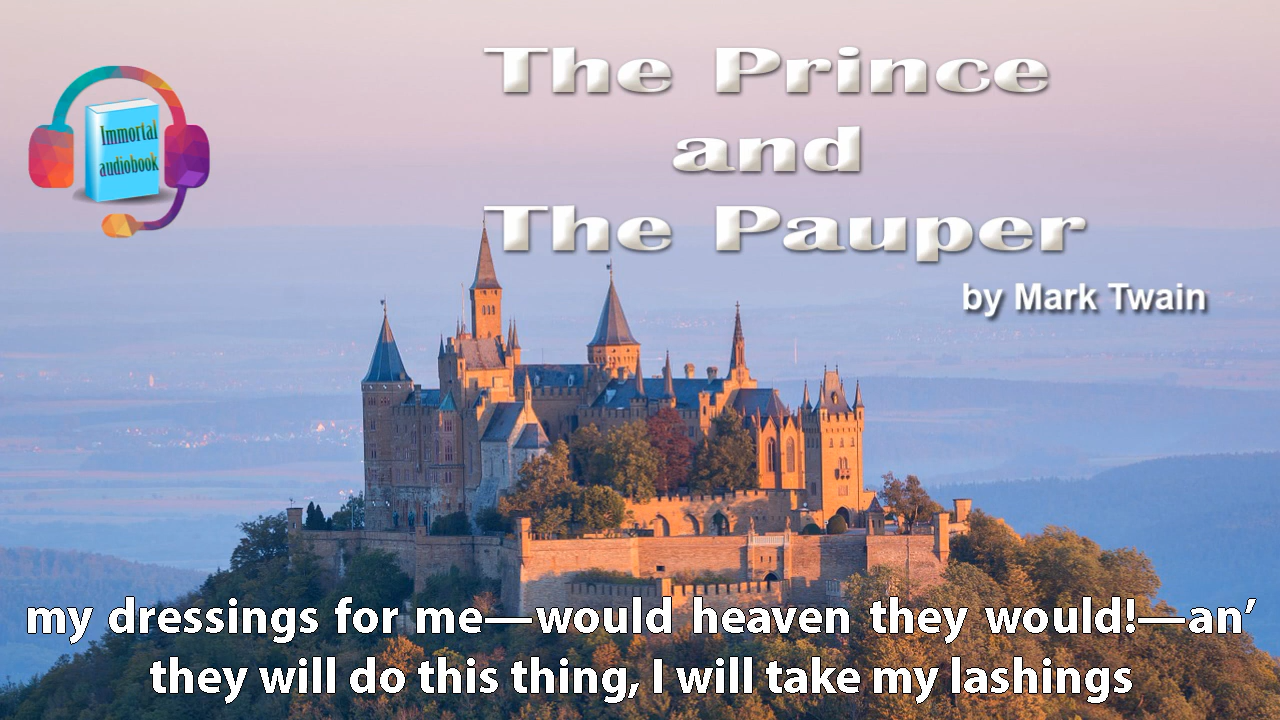 The Prince
and
The Pauper
by Mark Twain
Immortal
audiobook
my dressings for me—would heaven they would!—an’
they will do this thing, I will take my lashings